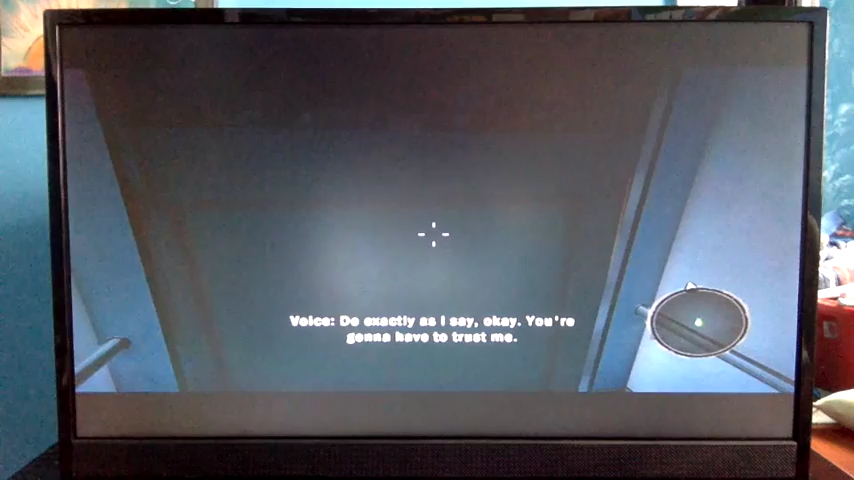 Voice: Do exactly as I say, okay. You're
gonna have to trust me.